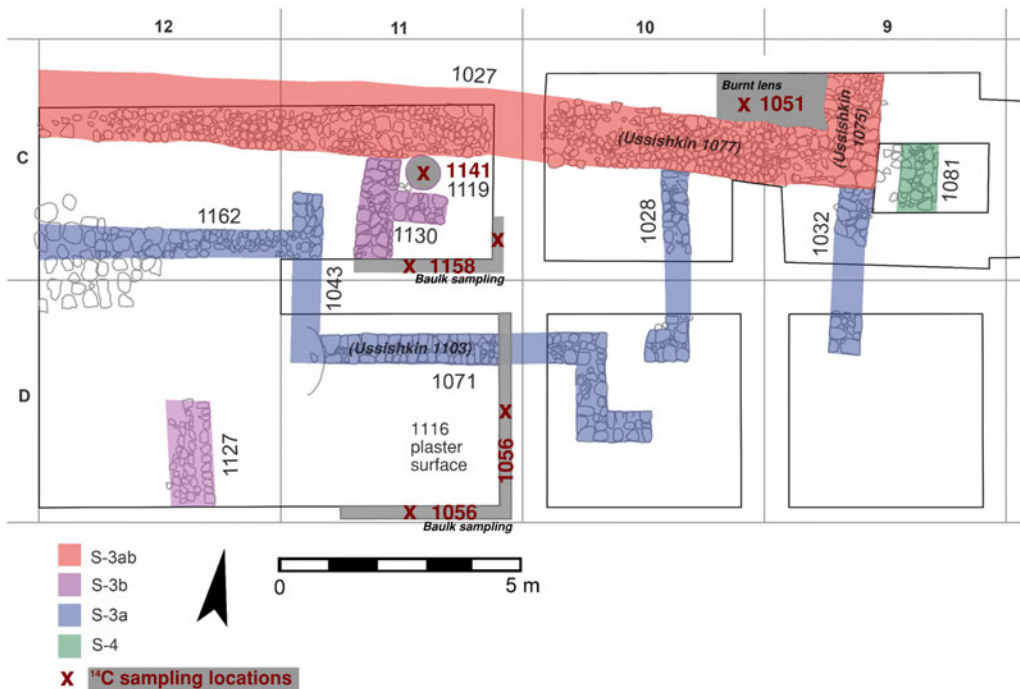 12 11 10 9
1027
Burnt lens
X 1051
(Ussishkin 1077)
(Ussishkin 1075)
C
X 1141
1119
1081
1162
1130
1028
1032
X
X 1158
Baulk sampling
1043
(Ussishkin 1103)
1071
D
X
1116
plaster
surface
1056
1127
X 1056
Baulk sampling
S-3ab
S-3b
S-3a
S-4
X ¹⁴C sampling locations
0 5 m